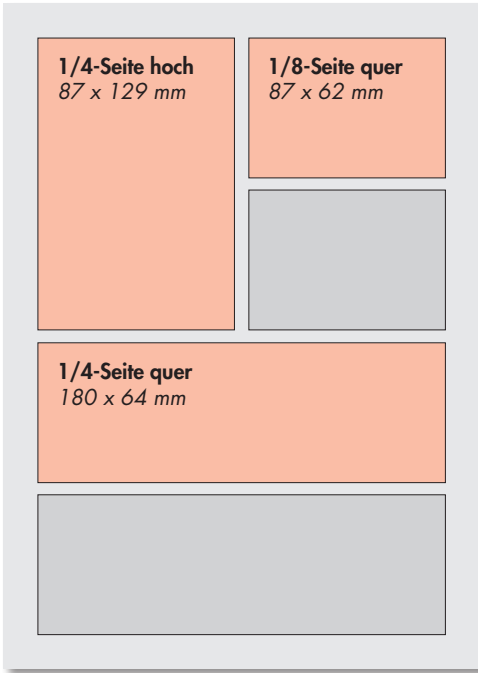 1/4-Seite hoch
87 x 129 mm
1/8-Seite quer
87 x 62 mm
1/4-Seite quer
180 x 64 mm